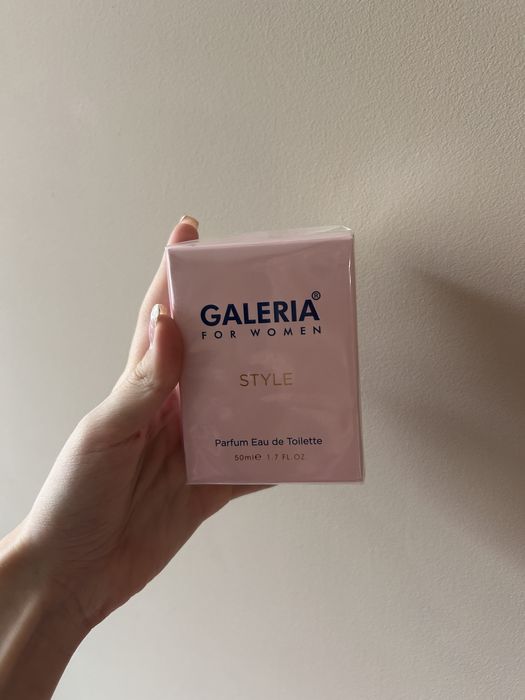 GALERIA®
FOR WOMEN
STYLE
Parfum Eau de Toilette
50ml℮ 1.7 FL.OZ.